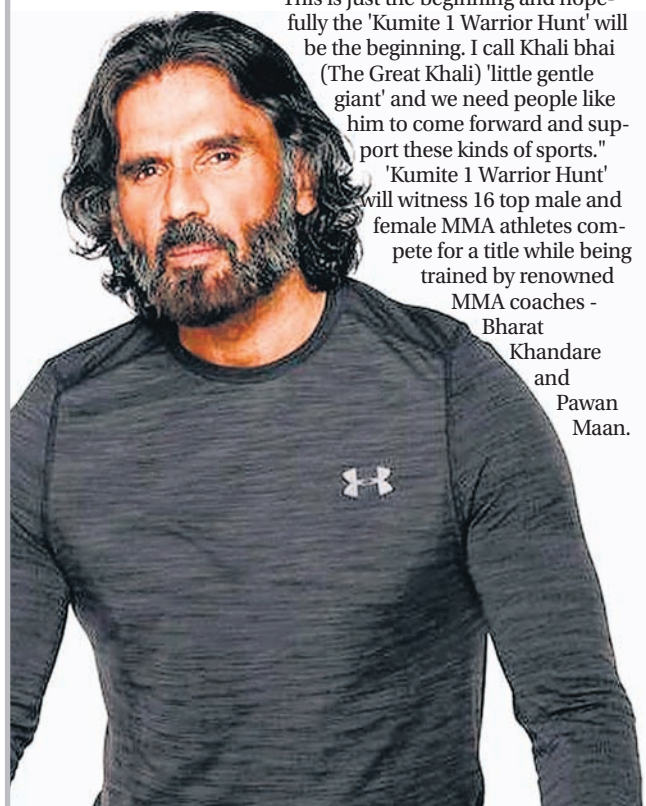 This is just the beginning and hope-
fully the 'Kumite 1 Warrior Hunt' will
be the beginning. I call Khali bhai
(The Great Khali) 'little gentle
giant' and we need people like
him to come forward and sup-
port these kinds of sports."
'Kumite 1 Warrior Hunt'
will witness 16 top male and
female MMA athletes com-
pete for a title while being
trained by renowned
MMA coaches -
Bharat
Khandare
and
Pawan
Maan.